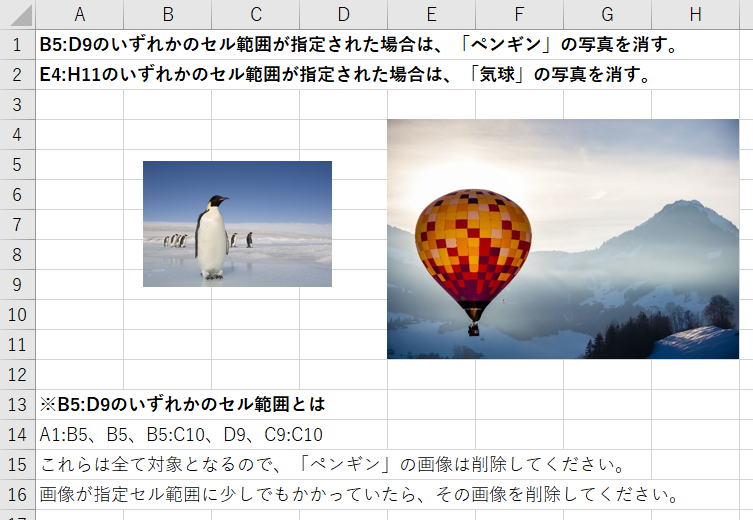 A B C D E F G H
1 B5:D9のいずれかのセル範囲が指定された場合は、「ペンギン」の写真を消す。
2 E4:H11のいずれかのセル範囲が指定された場合は、「気球」の写真を消す。
3
4
5
6
7
8
9
10
11
12
13 ※B5:D9のいずれかのセル範囲とは
14 A1:B5、B5、B5:C10、D9、C9:C10
15 これらは全て対象となるので、「ペンギン」の画像は削除してください。
16 画像が指定セル範囲に少しでもかかっていたら、その画像を削除してください。